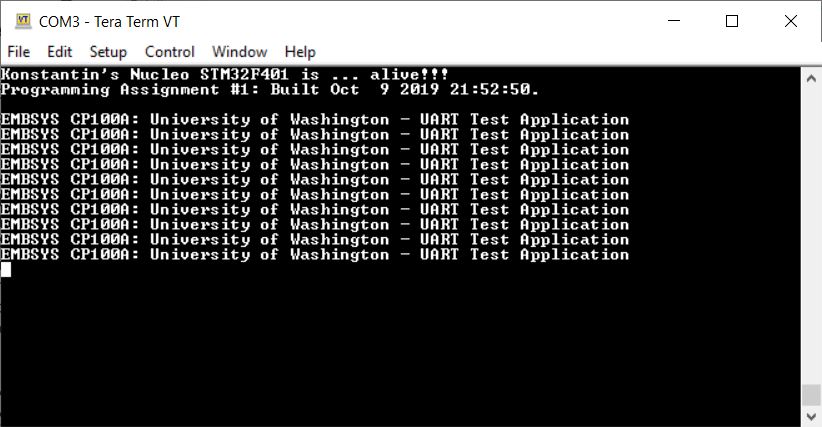 COM3 - Tera Term VT
File Edit Setup Control Window Help
Konstantin's Nucleo STM32F401 is ... alive!!!
Programming Assignment #1: Built Oct  9 2019 21:52:50.
EMBSYS CP100A: University of Washington - UART Test Application
EMBSYS CP100A: University of Washington - UART Test Application
EMBSYS CP100A: University of Washington - UART Test Application
EMBSYS CP100A: University of Washington - UART Test Application
EMBSYS CP100A: University of Washington - UART Test Application
EMBSYS CP100A: University of Washington - UART Test Application
EMBSYS CP100A: University of Washington - UART Test Application
EMBSYS CP100A: University of Washington - UART Test Application
EMBSYS CP100A: University of Washington - UART Test Application
EMBSYS CP100A: University of Washington - UART Test Application